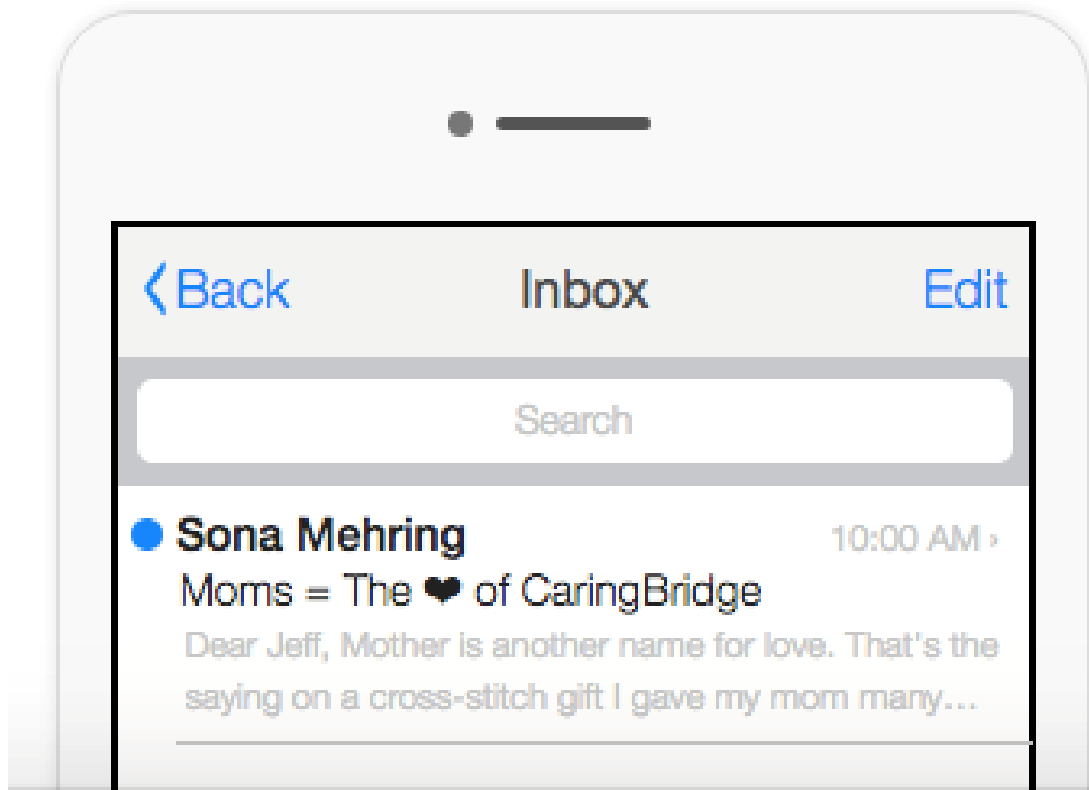 Back Inbox Edit
Search
Sona Mehring 10:00 AM ›
Moms = The ❤ of CaringBridge
Dear Jeff, Mother is another name for love. That's the
saying on a cross-stitch gift I gave my mom many...